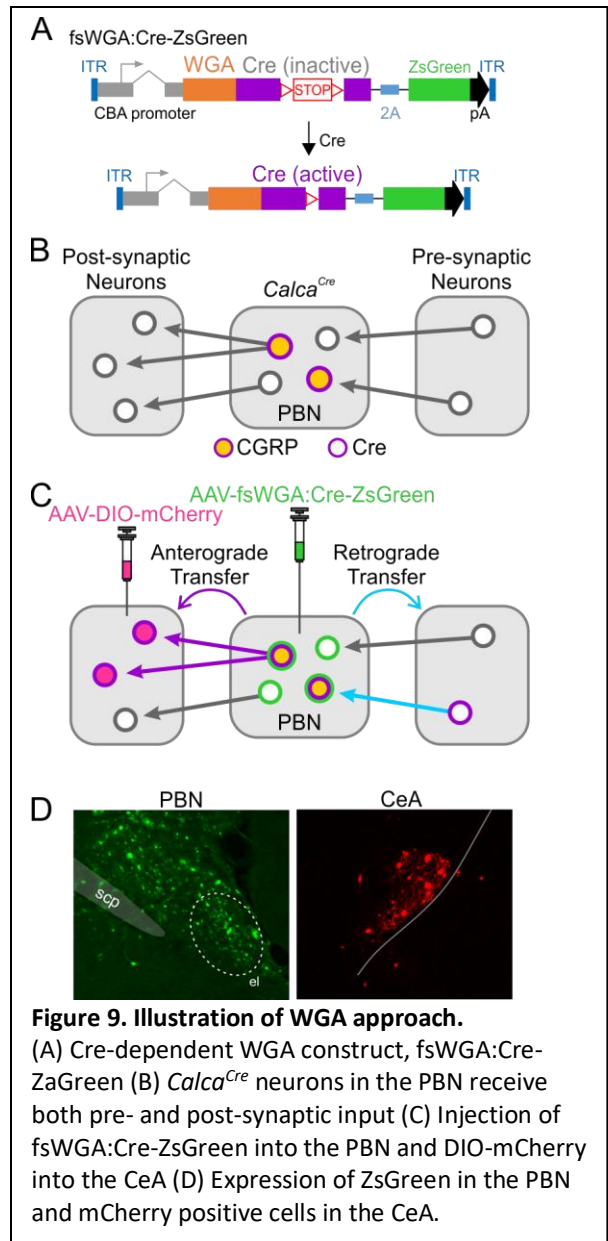 A
fsWGA:Cre-ZsGreen
ITR
WGA
Cre (inactive)
ZsGreen
ITR
STOP
CBA promoter
2A
pA
Cre
ITR
Cre (active)
ITR
B
Post-synaptic
Neurons
Calca^Cre
Pre-synaptic
Neurons
PBN
CGRP
Cre
C
AAV-fsWGA:Cre-ZsGreen
AAV-DIO-mCherry
Anterograde
Transfer
Retrograde
Transfer
PBN
D
PBN
CeA
scp
el
Figure 9. Illustration of WGA approach.
(A) Cre-dependent WGA construct, fsWGA:Cre-
ZaGreen (B) Calca^Cre neurons in the PBN receive
both pre- and post-synaptic input (C) Injection of
fsWGA:Cre-ZsGreen into the PBN and DIO-mCherry
into the CeA (D) Expression of ZsGreen in the PBN
and mCherry positive cells in the CeA.